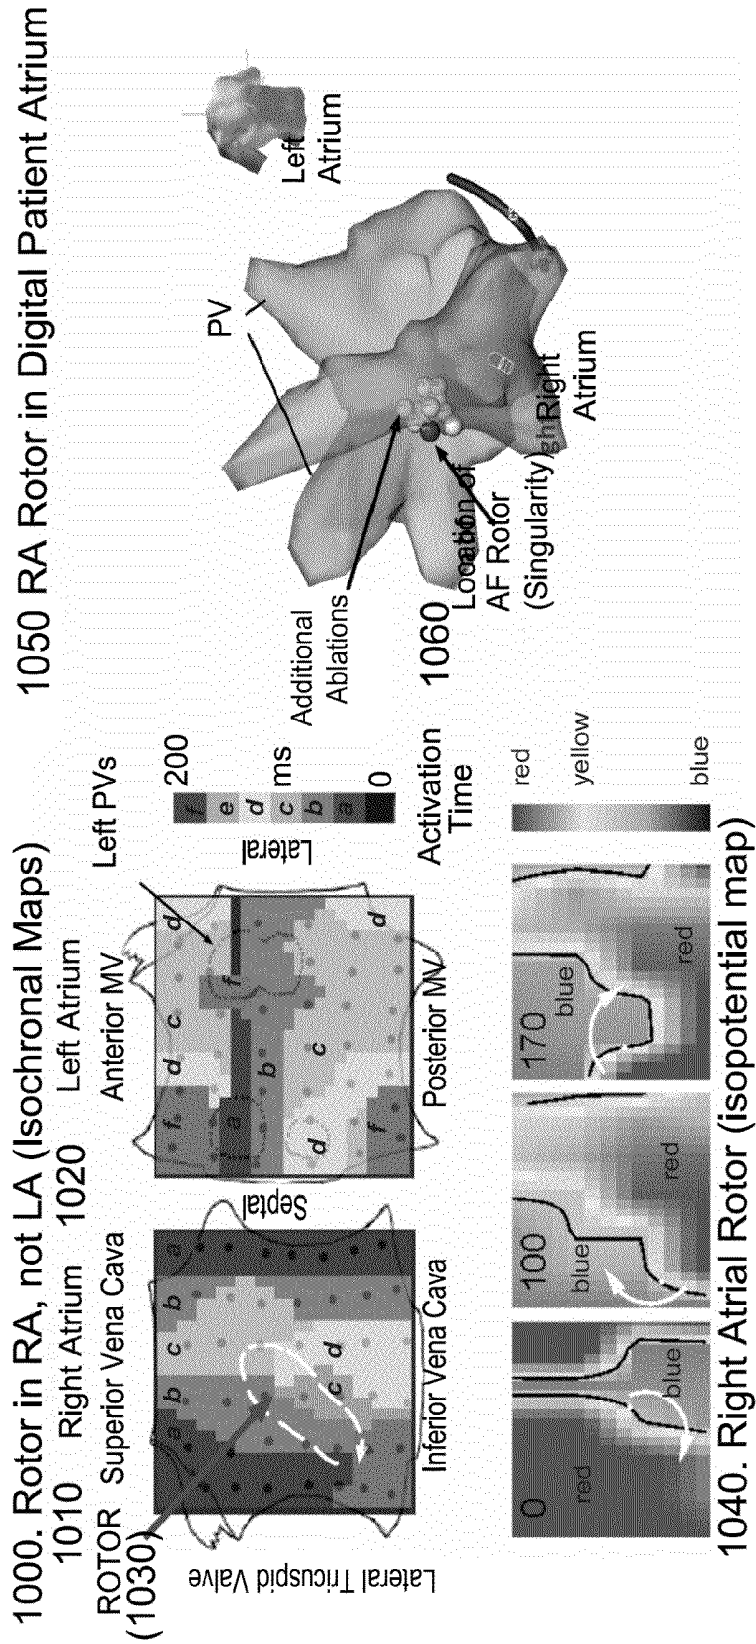 1000. Rotor in RA, not LA (Isochronal Maps)
1010 Right Atrium
1020 Left Atrium
ROTOR
(1030)
Superior Vena Cava
Anterior MV
Left PVs
Lateral Tricuspid Valve
a
b
c
b
a
c
d
Inferior Vena Cava
Septal
f
d
c
d
a
b
f
c
d
f
d
Posterior MV
Lateral
200
ms
0
f
e
d
c
b
a
Activation
Time
1040. Right Atrial Rotor (isopotential map)
0
red
blue
100
blue
red
170
blue
red
red
yellow
blue
1050 RA Rotor in Digital Patient Atrium
PV
Left
Atrium
Additional
Ablations
1060
Location of
AF Rotor
(Singularity)
Right
Atrium